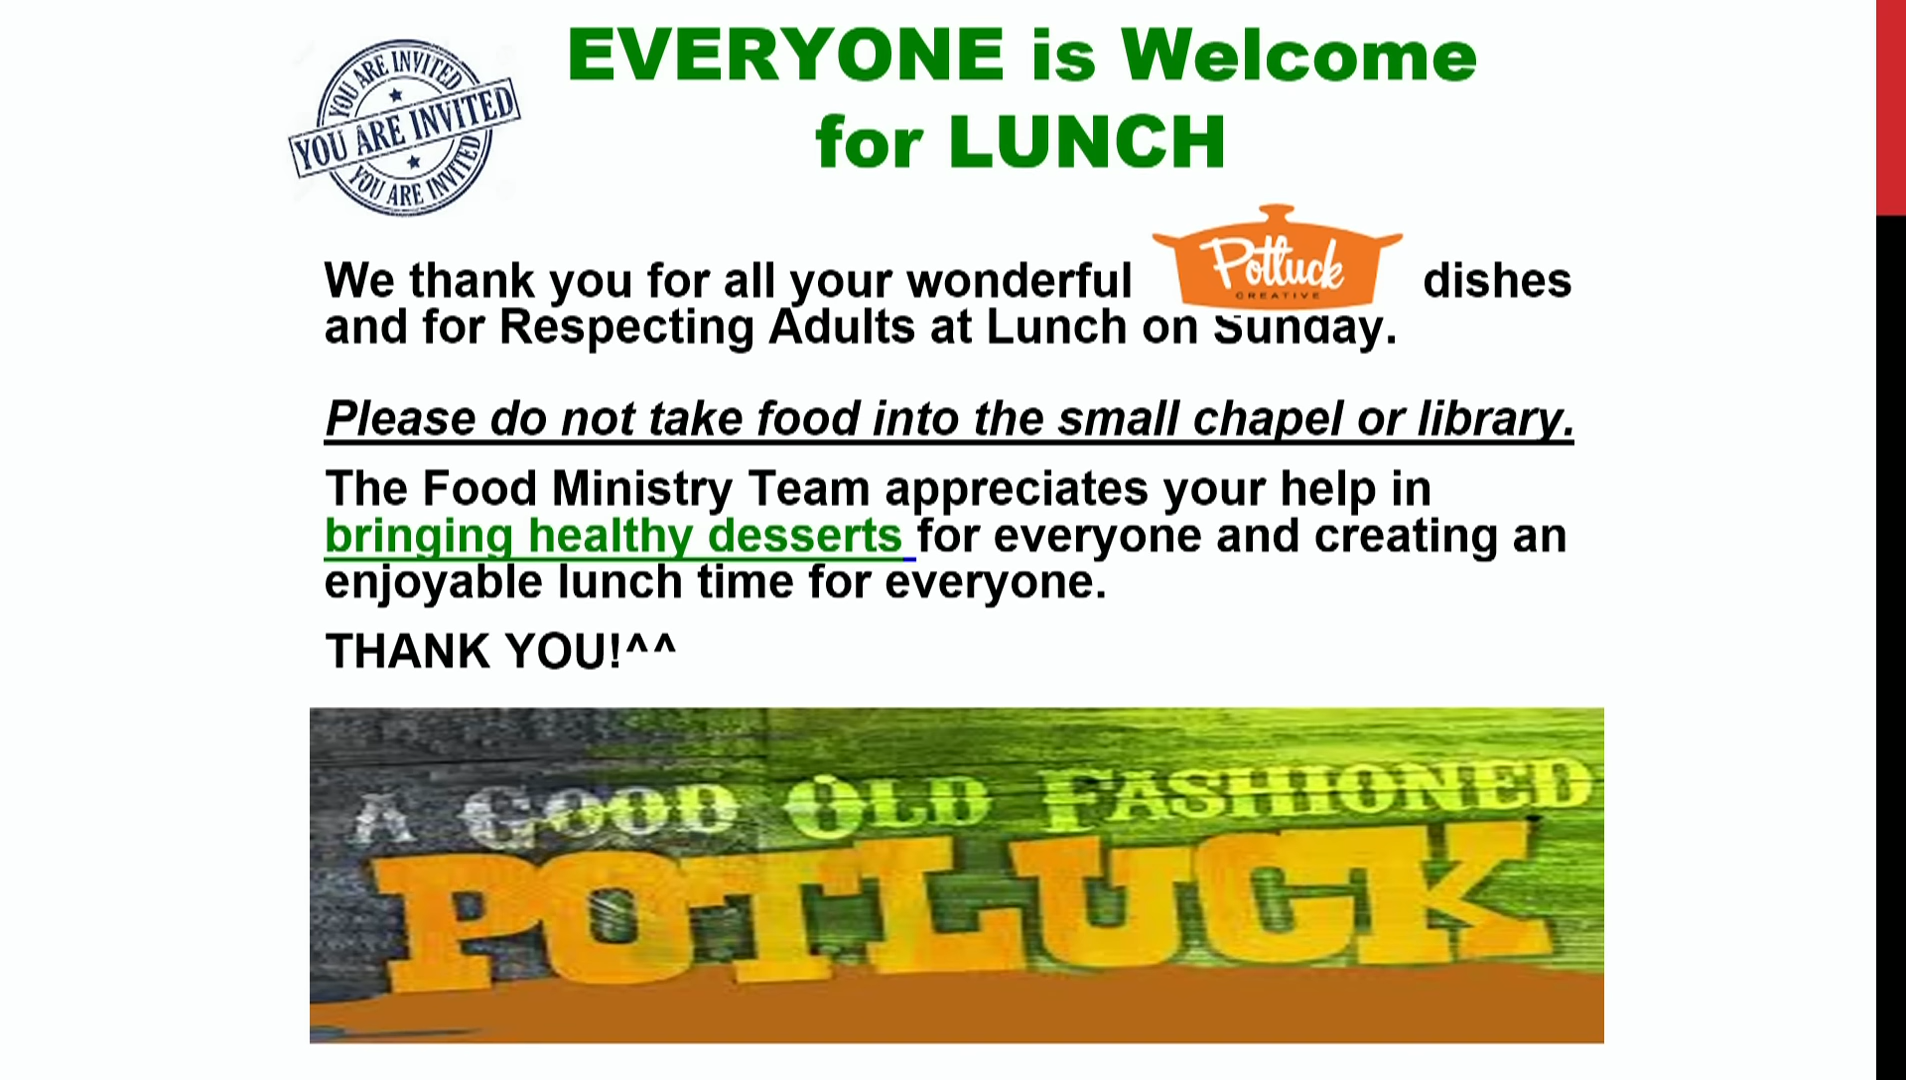 YOU ARE INVITED
YOU ARE INVITED
YOU ARE INVITED
EVERYONE is Welcome
for LUNCH
We thank you for all your wonderful Potluck dishes
CREATIVE
and for Respecting Adults at Lunch on Sunday.
Please do not take food into the small chapel or library.
The Food Ministry Team appreciates your help in
bringing healthy desserts for everyone and creating an
enjoyable lunch time for everyone.
THANK YOU!^^
A GOOD OLD FASHIONED
POTLUCK